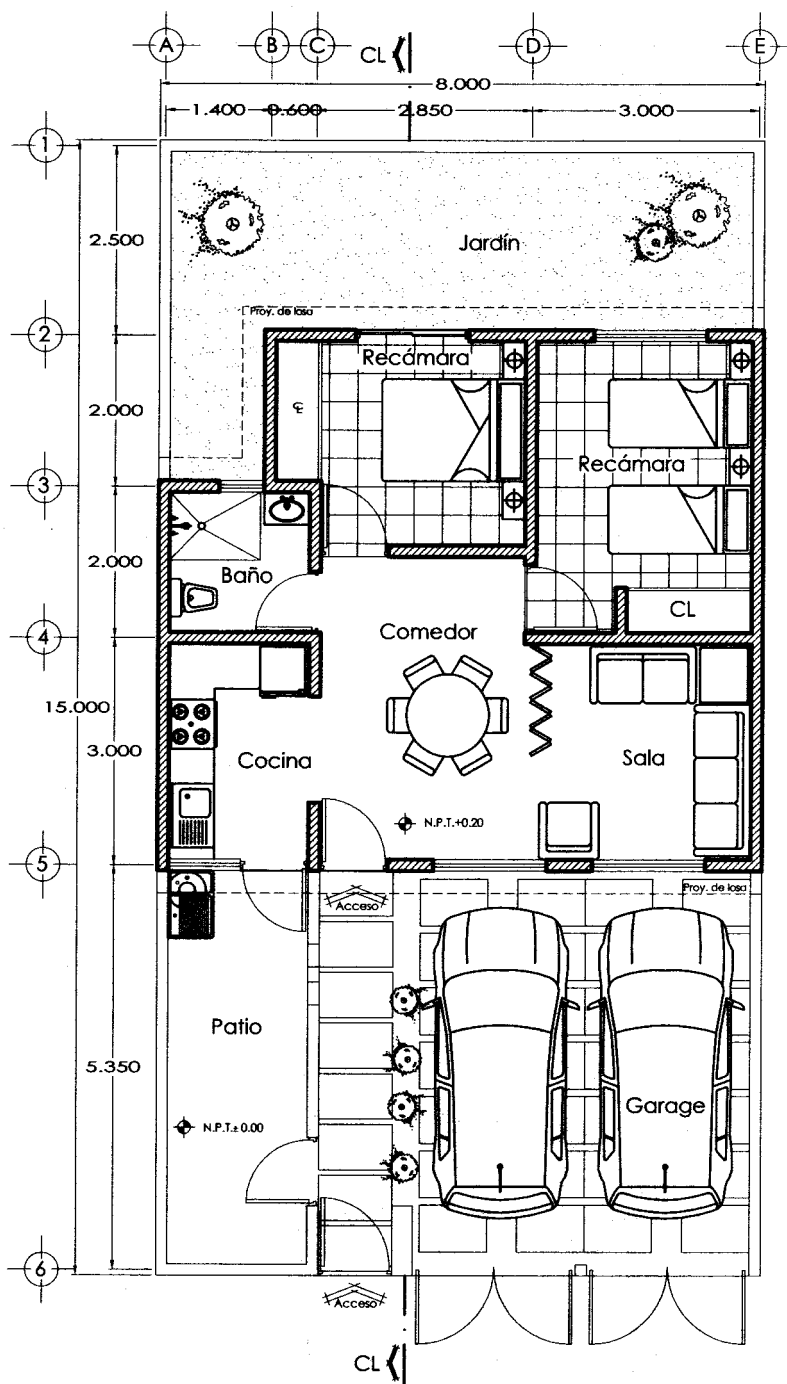 A B C D E
CL
8.000
1.400 0.600 2.850 3.000
1
2.500
Jardín
Proy. de losa
2
Recámara
2.000
CL
Recámara
3
2.000
Baño
CL
Comedor
4
15.000
3.000
Cocina
Sala
N.P.T.+0.20
5
Proy. de losa
Acceso
Patio
5.350
Garage
N.P.T.± 0.00
6
Acceso
CL